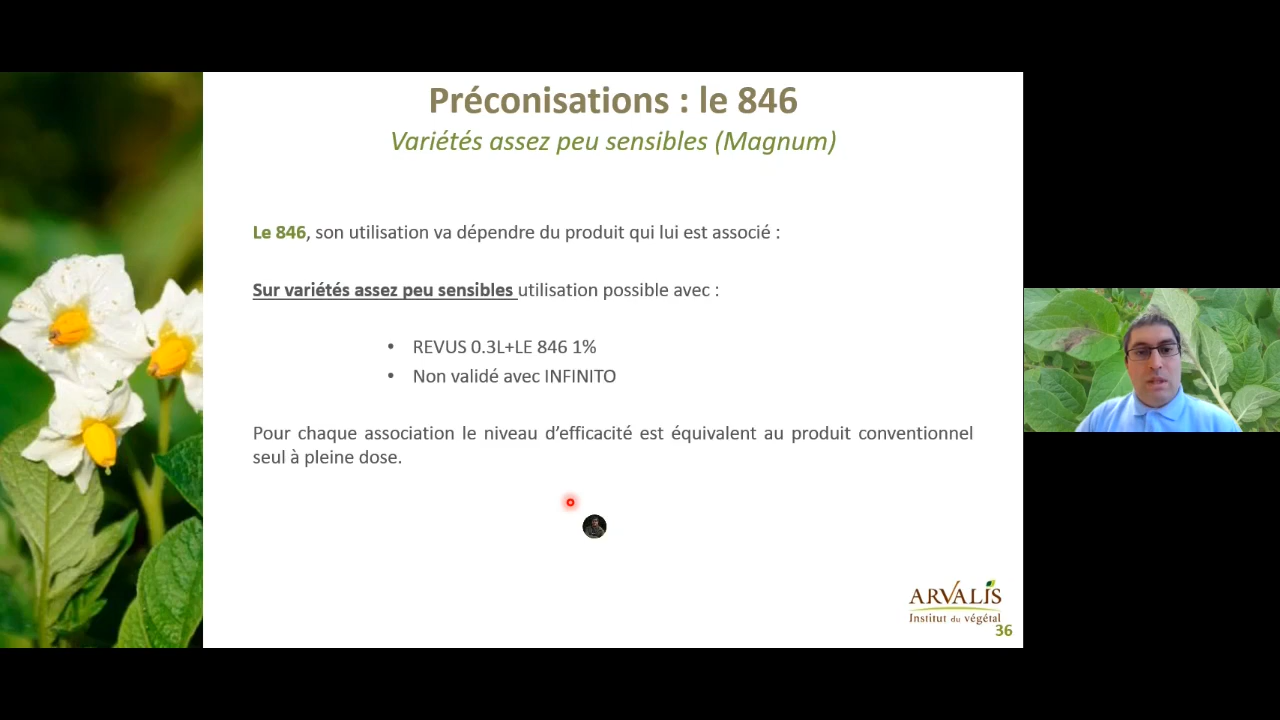 Préconisations : le 846
Variétés assez peu sensibles (Magnum)
Le 846, son utilisation va dépendre du produit qui lui est associé :
Sur variétés assez peu sensibles utilisation possible avec :
• REVUS 0.3L+LE 846 1%
• Non validé avec INFINITO
Pour chaque association le niveau d’efficacité est équivalent au produit conventionnel
seul à pleine dose.
ARVALIS
Institut du végétal
36